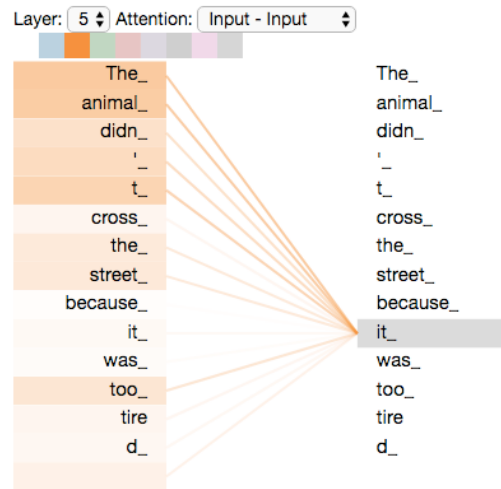 Layer: 5 Attention: Input - Input
The_ The_
animal_ animal_
didn_ didn_
'_ '_
t_ t_
cross_ cross_
the_ the_
street_ street_
because_ because_
it_ it_
was_ was_
too_ too_
tire tire
d_ d_